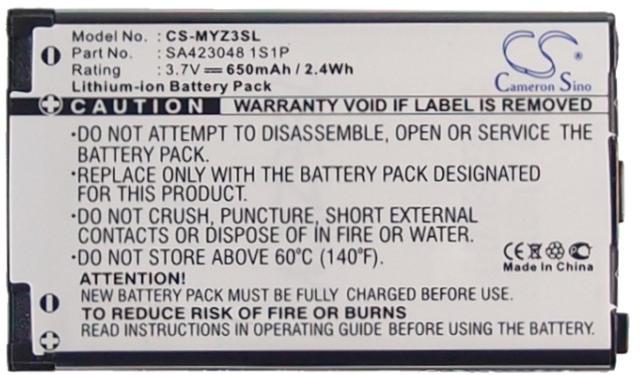 Model No. : CS-MYZ3SL
Part No. : SA423048 1S1P
Rating : 3.7V 650mAh / 2.4Wh
Lithium-ion Battery Pack
CS
Cameron Sino
CAUTION WARRANTY VOID IF LABEL IS REMOVED
·DO NOT ATTEMPT TO DISASSEMBLE, OPEN OR SERVICE THE
BATTERY PACK.
·REPLACE ONLY WITH THE BATTERY PACK DESIGNATED
FOR THIS PRODUCT.
·DO NOT CRUSH, PUNCTURE, SHORT EXTERNAL
CONTACTS OR DISPOSE OF IN FIRE OR WATER.
·DO NOT STORE ABOVE 60°C (140°F).
CE
Made In China
ATTENTION!
NEW BATTERY PACK MUST BE FULLY CHARGED BEFORE USING
TO REDUCE RISK OF FIRE OR BURNS
READ INSTRUCTIONS OF OPERATING GUIDE BEFORE USING BATTERY